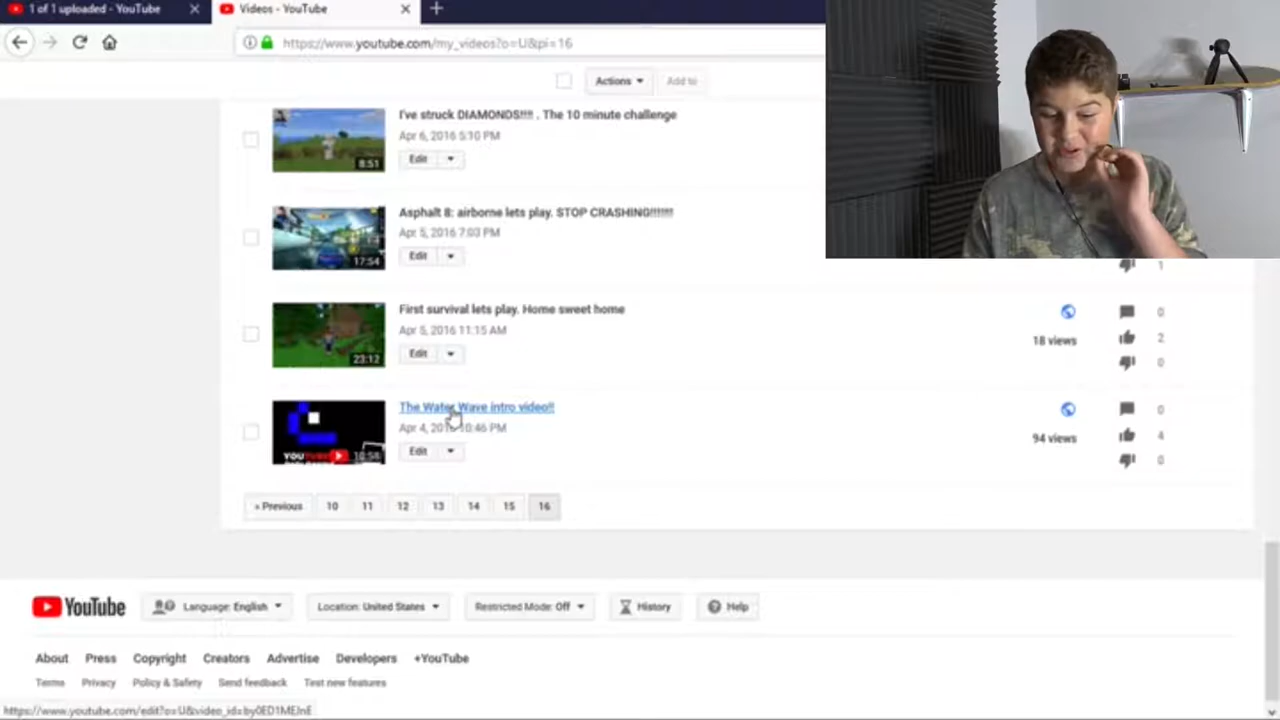 1 of 1 uploaded - YouTube
Videos - YouTube
https://www.youtube.com/my_videos?o=U&pi=16
Actions
Add to
I've struck DIAMONDS!!!! . The 10 minute challenge
Apr 6, 2016 5:10 PM
8:51
Edit
Asphalt 8: airborne lets play. STOP CRASHING!!!!!!!
Apr 5, 2016 7:03 PM
17:54
Edit
1
First survival lets play. Home sweet home
Apr 5, 2016 11:15 AM
23:12
Edit
18 views
0
2
0
The Water Wave intro video!!
Apr 4, 2016 10:46 PM
YOUTUBE
10:58
Edit
94 views
0
4
0
« Previous 10 11 12 13 14 15 16
YouTube
Language: English
Location: United States
Restricted Mode: Off
History
Help
About Press Copyright Creators Advertise Developers +YouTube
Terms Privacy Policy & Safety Send feedback Test new features